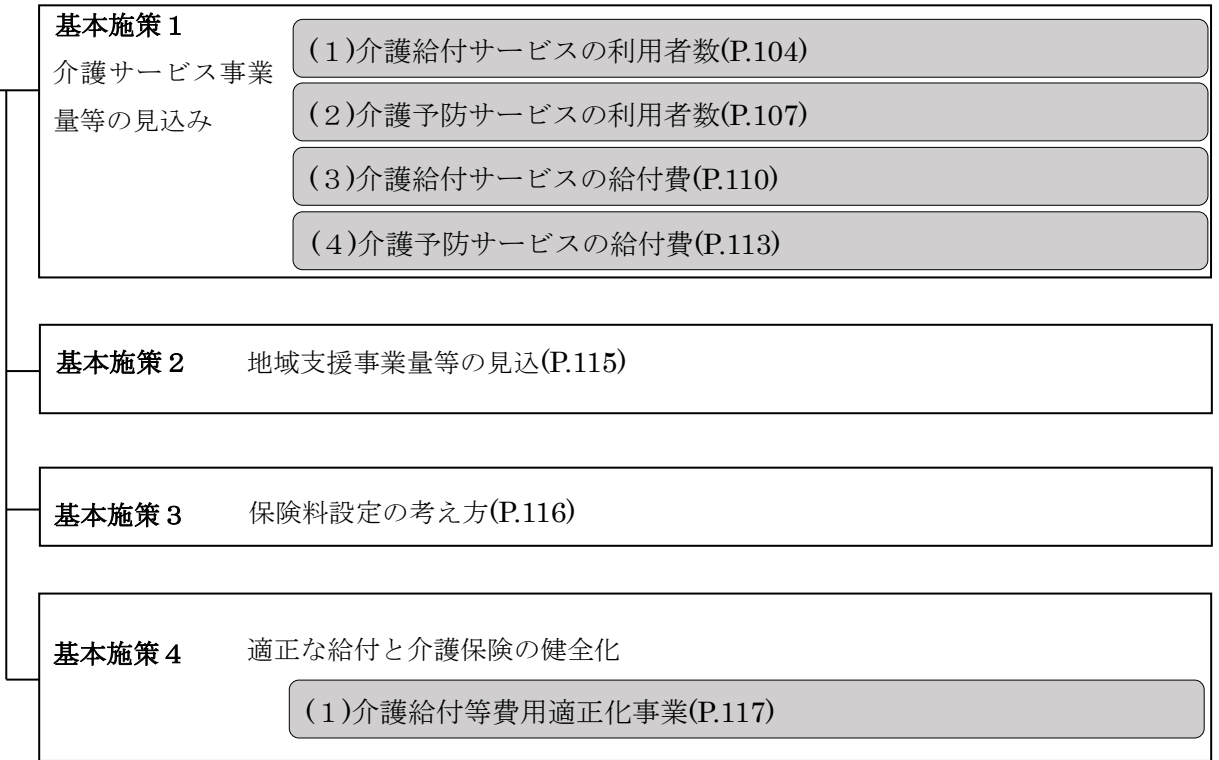 基本施策１
介護サービス事業
量等の見込み
(１)介護給付サービスの利用者数(P.104)
(２)介護予防サービスの利用者数(P.107)
(３)介護給付サービスの給付費(P.110)
(４)介護予防サービスの給付費(P.113)
基本施策２ 地域支援事業量等の見込(P.115)
基本施策３ 保険料設定の考え方(P.116)
基本施策４ 適正な給付と介護保険の健全化
(１)介護給付等費用適正化事業(P.117)